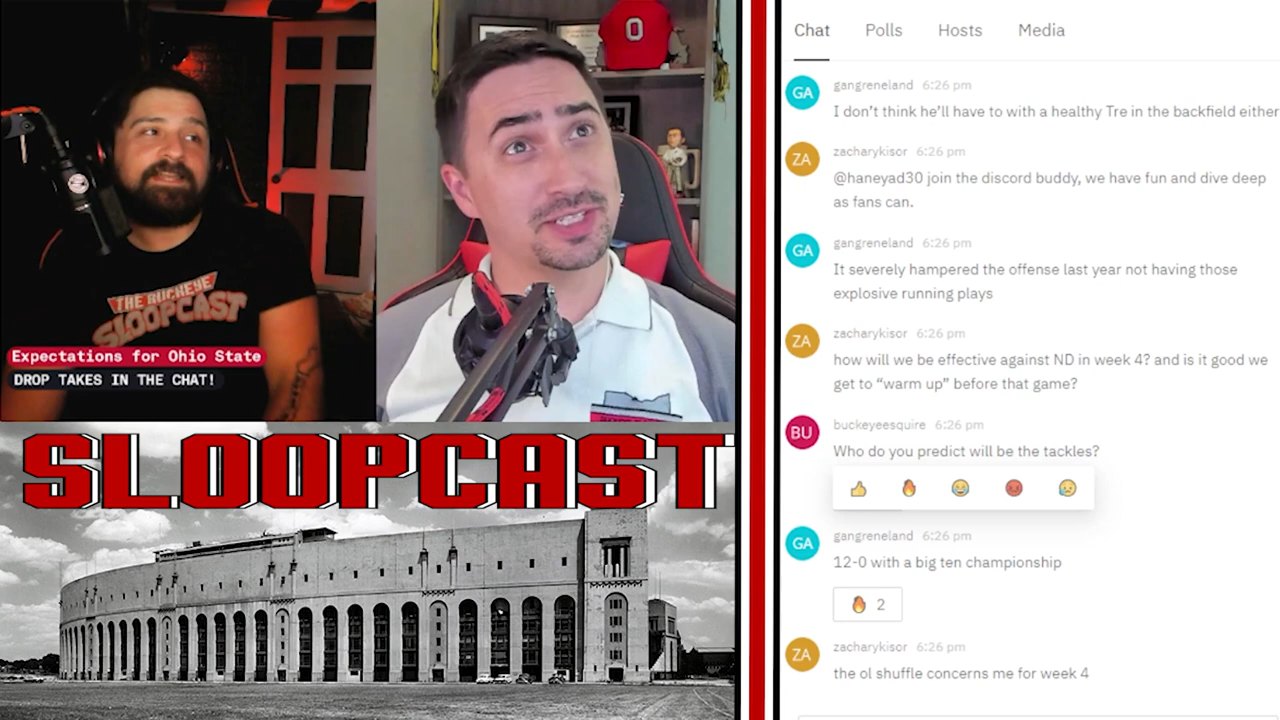 O
THE BUCKEYE
SLOOPCAST
Expectations for Ohio State
DROP TAKES IN THE CHAT!
SLOOPCAST
Chat Polls Hosts Media
GA gangreneland 6:26 pm
I don’t think he’ll have to with a healthy Tre in the backfield either
ZA zacharykisor 6:26 pm
@haneyad30 join the discord buddy, we have fun and dive deep
as fans can.
GA gangreneland 6:26 pm
It severely hampered the offense last year not having those
explosive running plays
ZA zacharykisor 6:26 pm
how will we be effective against ND in week 4? and is it good we
get to “warm up” before that game?
BU buckeyeesquire 6:26 pm
Who do you predict will be the tackles?
GA gangreneland 6:26 pm
12-0 with a big ten championship
2
ZA zacharykisor 6:26 pm
the ol shuffle concerns me for week 4